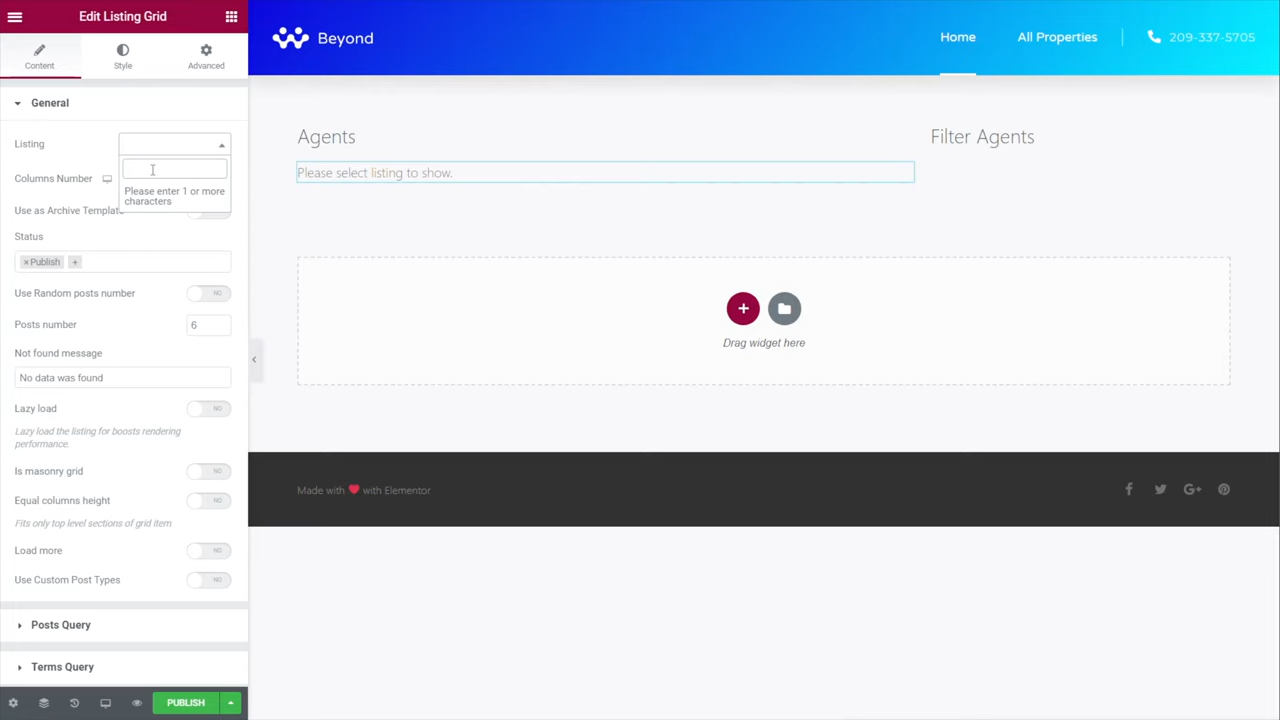 Edit Listing Grid
Content
Style
Advanced
General
Listing
Please enter 1 or more
characters
Columns Number
Use as Archive Template
Status
×Publish +
Use Random posts number
NO
Posts number
6
Not found message
No data was found
Lazy load
NO
Lazy load the listing for boosts rendering
performance.
Is masonry grid
NO
Equal columns height
NO
Fits only top level sections of grid item
Load more
NO
Use Custom Post Types
NO
Posts Query
Terms Query
PUBLISH
Beyond
Home
All Properties
209-337-5705
Agents
Filter Agents
Please select listing to show.
Drag widget here
Made with ❤ with Elementor